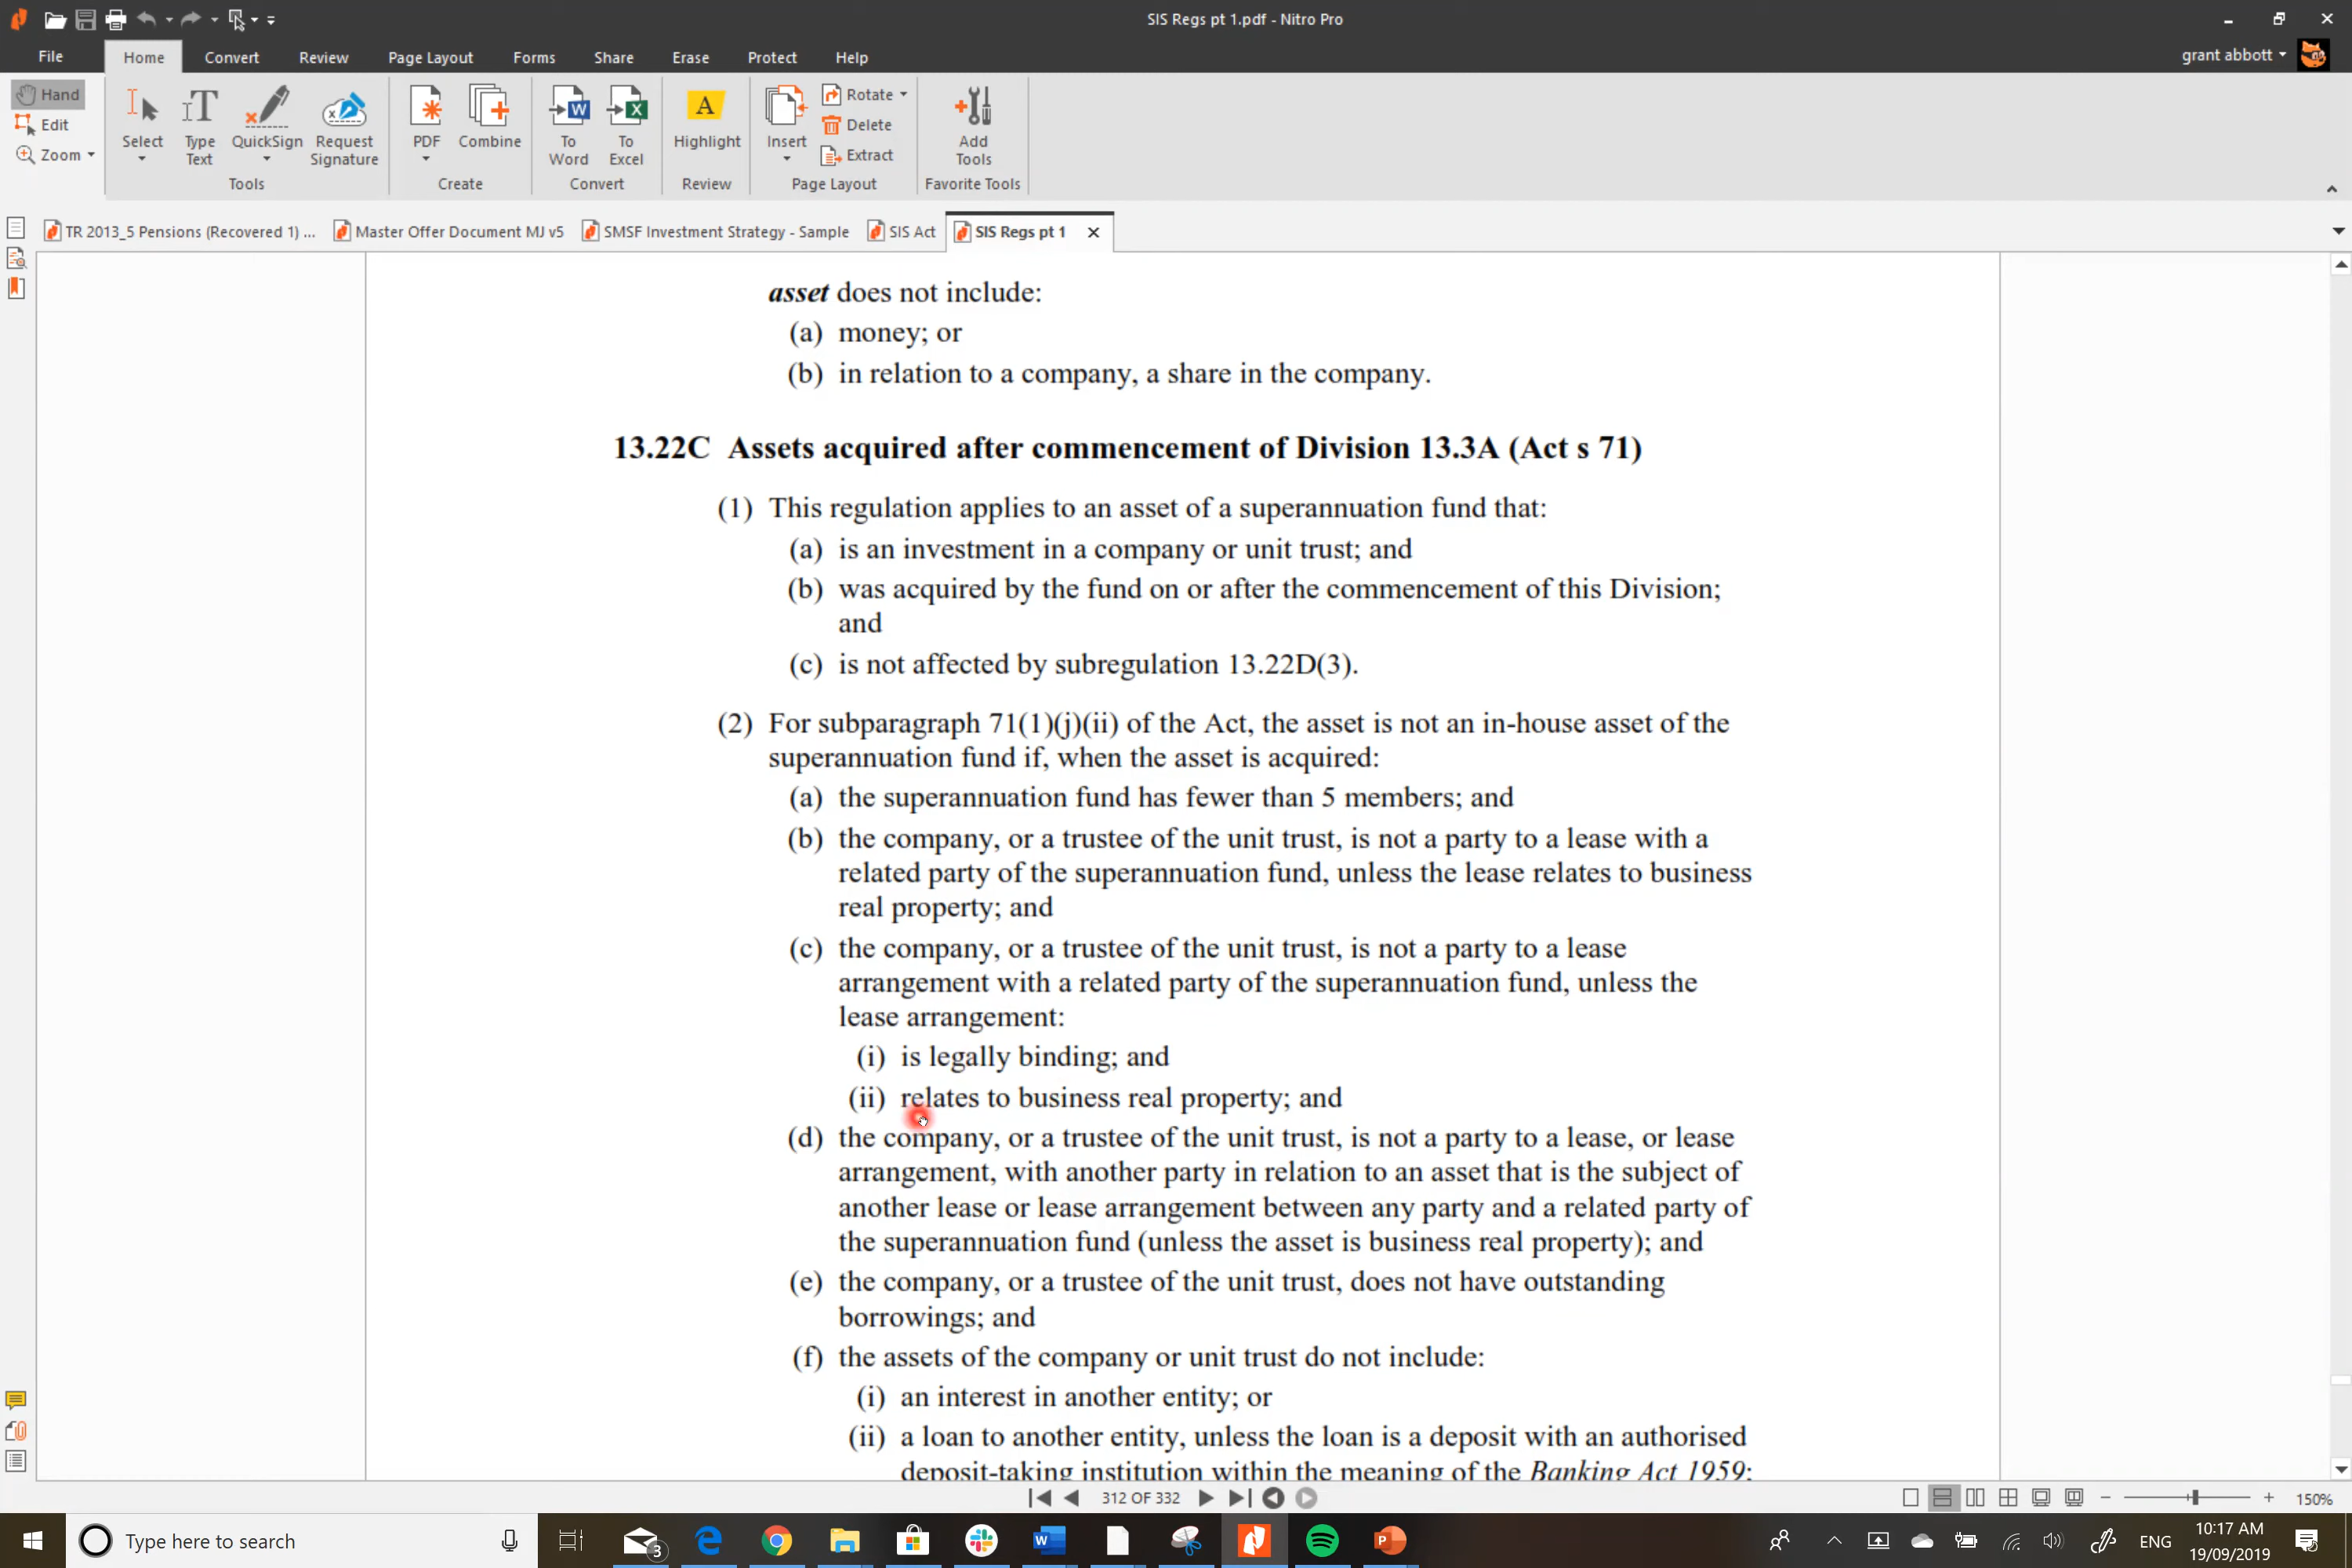 SIS Regs pt 1.pdf - Nitro Pro
File Home Convert Review Page Layout Forms Share Erase Protect Help
grant abbott
Hand
Edit
Zoom
Select
Type Text
QuickSign
Request Signature
Tools
PDF
Combine
Create
To Word
To Excel
Convert
A
Highlight
Review
Insert
Rotate
Delete
Extract
Page Layout
Add Tools
Favorite Tools
TR 2013_5 Pensions (Recovered 1) ...
Master Offer Document MJ v5
SMSF Investment Strategy - Sample
SIS Act
SIS Regs pt 1
asset does not include:
(a) money; or
(b) in relation to a company, a share in the company.
13.22C Assets acquired after commencement of Division 13.3A (Act s 71)
(1) This regulation applies to an asset of a superannuation fund that:
(a) is an investment in a company or unit trust; and
(b) was acquired by the fund on or after the commencement of this Division;
and
(c) is not affected by subregulation 13.22D(3).
(2) For subparagraph 71(1)(j)(ii) of the Act, the asset is not an in-house asset of the
superannuation fund if, when the asset is acquired:
(a) the superannuation fund has fewer than 5 members; and
(b) the company, or a trustee of the unit trust, is not a party to a lease with a
related party of the superannuation fund, unless the lease relates to business
real property; and
(c) the company, or a trustee of the unit trust, is not a party to a lease
arrangement with a related party of the superannuation fund, unless the
lease arrangement:
(i) is legally binding; and
(ii) relates to business real property; and
(d) the company, or a trustee of the unit trust, is not a party to a lease, or lease
arrangement, with another party in relation to an asset that is the subject of
another lease or lease arrangement between any party and a related party of
the superannuation fund (unless the asset is business real property); and
(e) the company, or a trustee of the unit trust, does not have outstanding
borrowings; and
(f) the assets of the company or unit trust do not include:
(i) an interest in another entity; or
(ii) a loan to another entity, unless the loan is a deposit with an authorised
deposit-taking institution within the meaning of the Banking Act 1959;
312 OF 332
150%
Type here to search
3
ENG
10:17 AM
19/09/2019